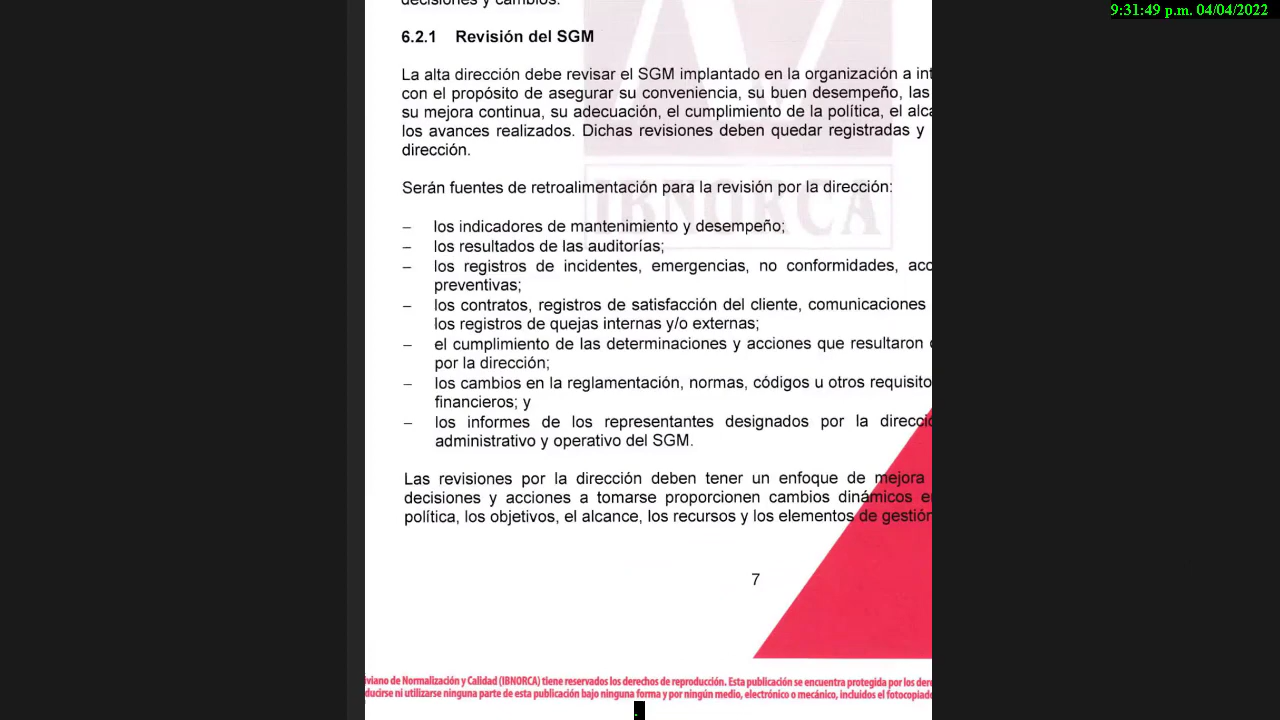 9:31:49 p.m. 04/04/2022
decisiones y cambios.
6.2.1 Revisión del SGM
La alta dirección debe revisar el SGM implantado en la organización a int
con el propósito de asegurar su conveniencia, su buen desempeño, las
su mejora continua, su adecuación, el cumplimiento de la política, el alca
los avances realizados. Dichas revisiones deben quedar registradas y
dirección.
IBNORCA
Serán fuentes de retroalimentación para la revisión por la dirección:
– los indicadores de mantenimiento y desempeño;
– los resultados de las auditorías;
– los registros de incidentes, emergencias, no conformidades, acc
preventivas;
– los contratos, registros de satisfacción del cliente, comunicaciones
los registros de quejas internas y/o externas;
– el cumplimiento de las determinaciones y acciones que resultaron
por la dirección;
– los cambios en la reglamentación, normas, códigos u otros requisito
financieros; y
– los informes de los representantes designados por la direcció
administrativo y operativo del SGM.
Las revisiones por la dirección deben tener un enfoque de mejora
decisiones y acciones a tomarse proporcionen cambios dinámicos e
política, los objetivos, el alcance, los recursos y los elementos de gestión
7
iviano de Normalización y Calidad (IBNORCA) tiene reservados los derechos de reproducción. Esta publicación se encuentra protegida por los dere
ducirse ni utilizarse ninguna parte de esta publicación bajo ninguna forma y por ningún medio, electrónico o mecánico, incluidos el fotocopiado